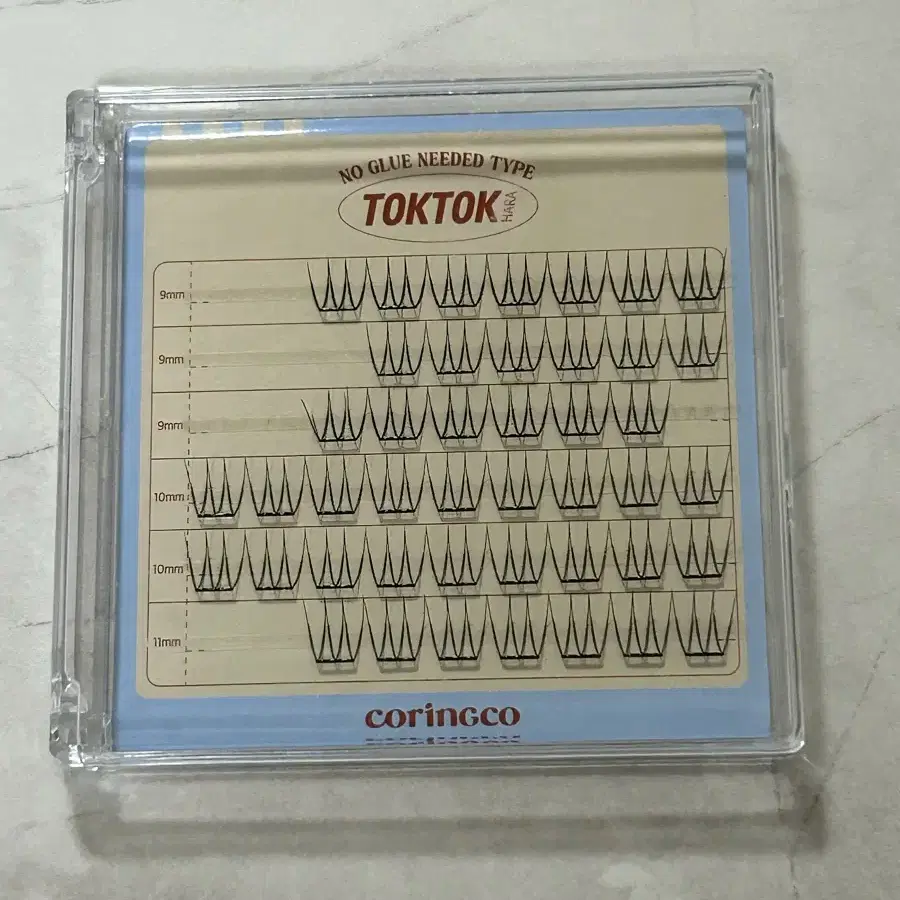 NO GLUE NEEDED TYPE
TOKTOK HARA
9mm
9mm
9mm
10mm
10mm
11mm
coringco